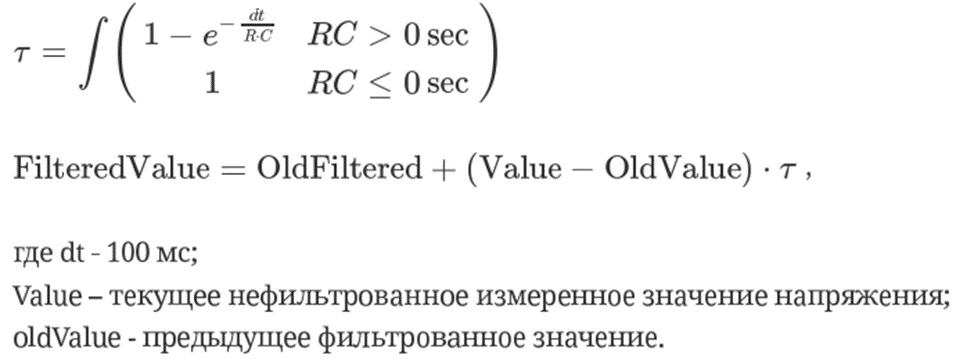 τ = ∫ ( 1 − e^{−dt/(R·C)} RC > 0 sec
1 RC ≤ 0 sec )
FilteredValue = OldFiltered + (Value − OldValue) · τ ,
где dt - 100 мс;
Value – текущее нефильтрованное измеренное значение напряжения;
oldValue - предыдущее фильтрованное значение.